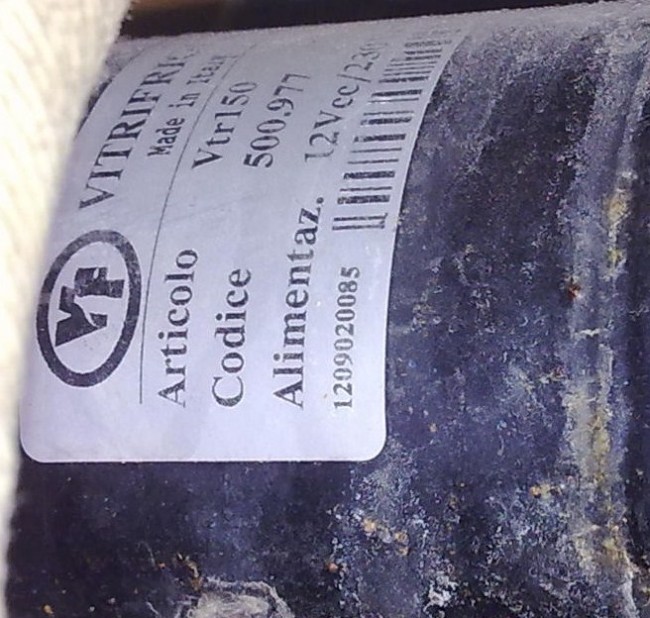 VF VITRIFRI
Made in Italy
Articolo Vtr150
Codice 500.977
Alimentaz. 12Vcc/23
1209020085